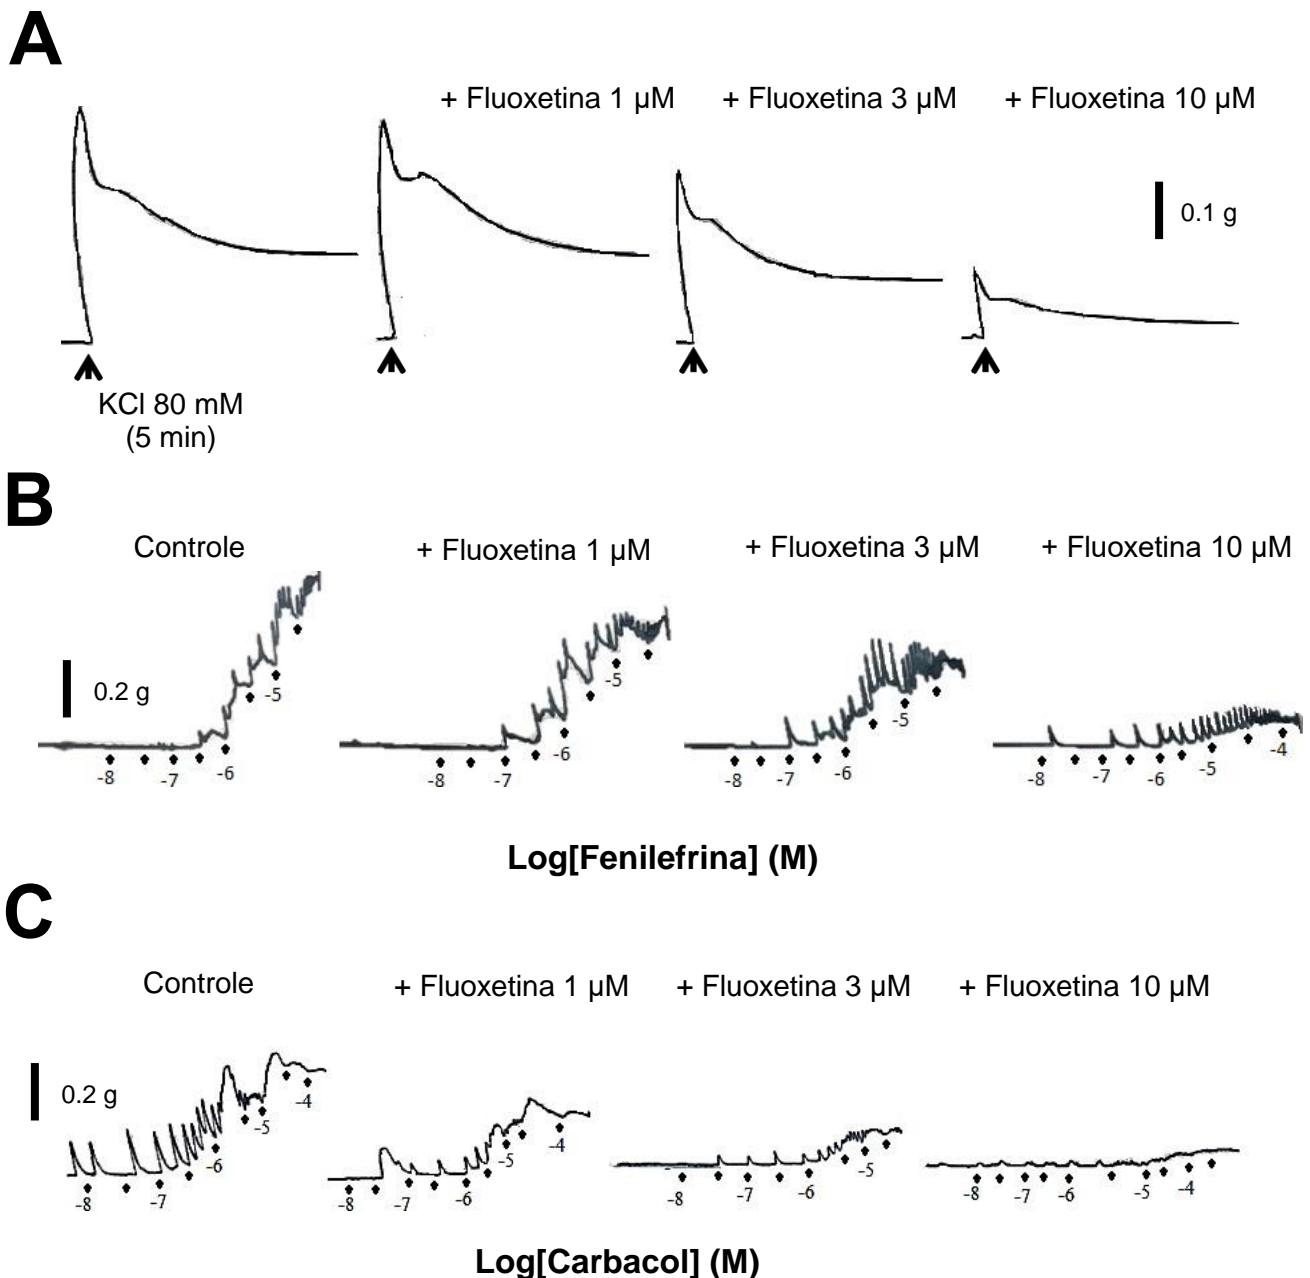 A
+ Fluoxetina 1 µM + Fluoxetina 3 µM + Fluoxetina 10 µM
0.1 g
KCl 80 mM
(5 min)
B
Controle + Fluoxetina 1 µM + Fluoxetina 3 µM + Fluoxetina 10 µM
0.2 g
-8 -7 -6 -5
-8 -7 -6 -5
-8 -7 -6 -5
-8 -7 -6 -5 -4
Log[Fenilefrina] (M)
C
Controle + Fluoxetina 1 µM + Fluoxetina 3 µM + Fluoxetina 10 µM
0.2 g
-8 -7 -6 -5 -4
-8 -7 -6 -5 -4
-8 -7 -6 -5
-8 -7 -6 -5 -4
Log[Carbacol] (M)